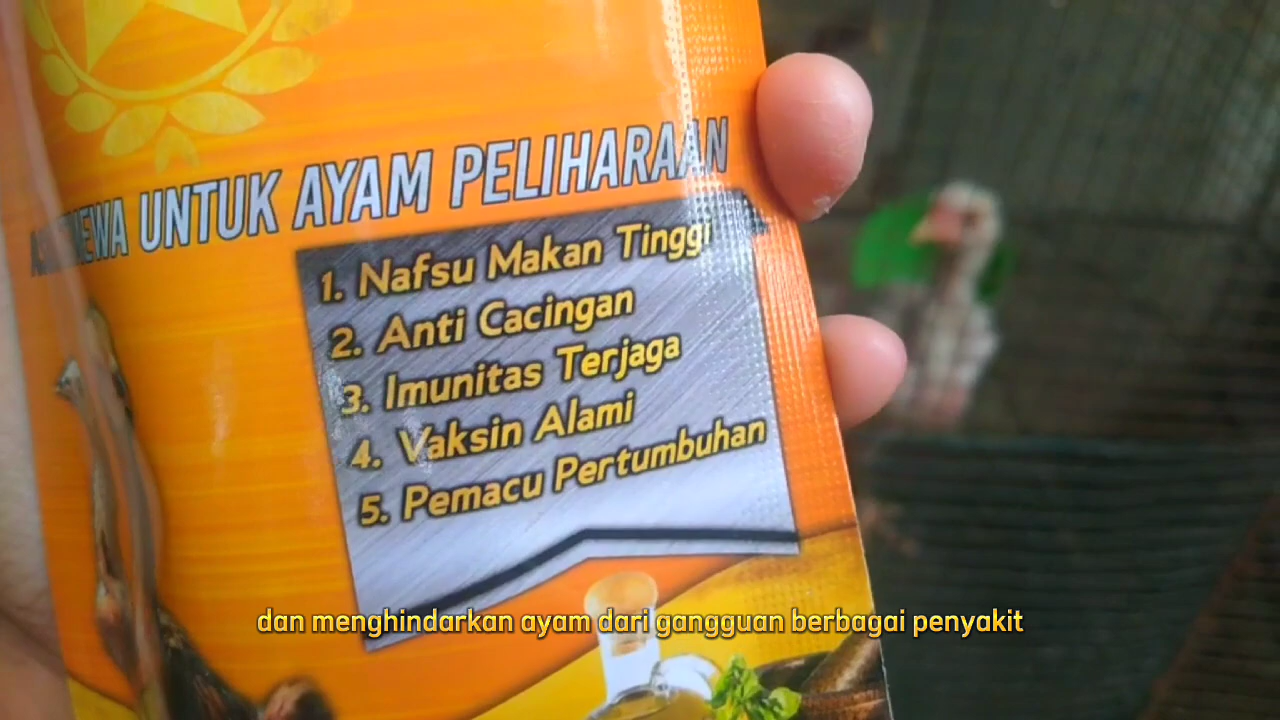 UNTUK AYAM PELIHARAAN
1. Nafsu Makan Tinggi
2. Anti Cacingan
3. Imunitas Terjaga
4. Vaksin Alami
5. Pemacu Pertumbuhan
dan menghindarkan ayam dari gangguan berbagai penyakit